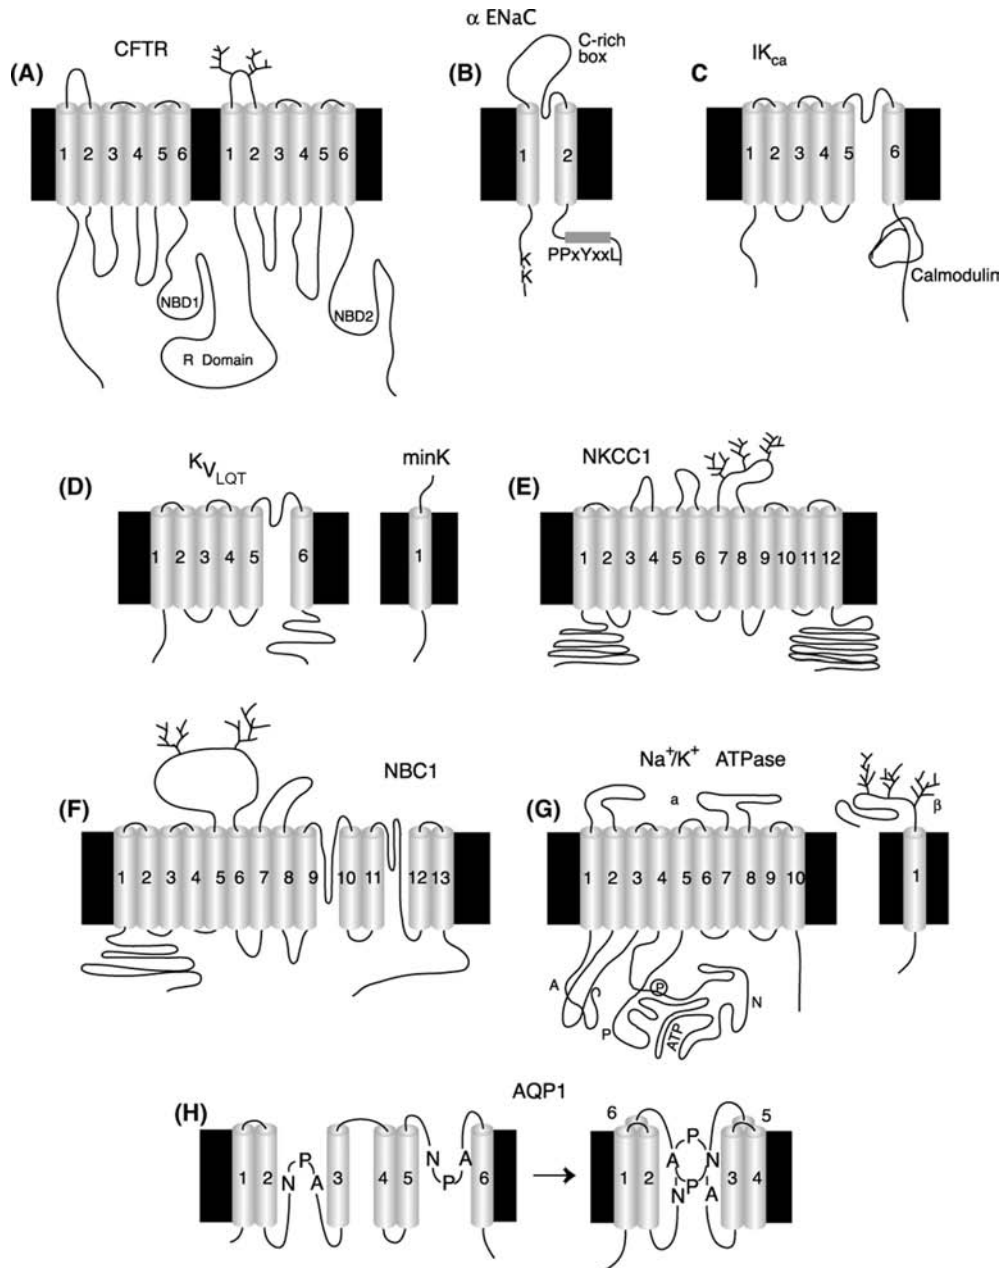 α ENaC
CFTR
C-rich box
IKca
(A)
(B)
C
1 2 3 4 5 6 1 2 3 4 5 6
1 2
1 2 3 4 5 6
K
K
PPxYxxL
NBD1
NBD2
R Domain
Calmodulin
KVLQT
minK
NKCC1
(D)
(E)
1 2 3 4 5 6
1
1 2 3 4 5 6 7 8 9 10 11 12
NBC1
Na+/K+ ATPase
(F)
(G)
a
β
1 2 3 4 5 6 7 8 9 10 11 12 13
1 2 3 4 5 6 7 8 9 10
1
A
P
N
P
ATP
AQP1
(H)
1 2 N P A 3 4 5 N P A 6
6 5
1 2 A P N 3 4
N P A